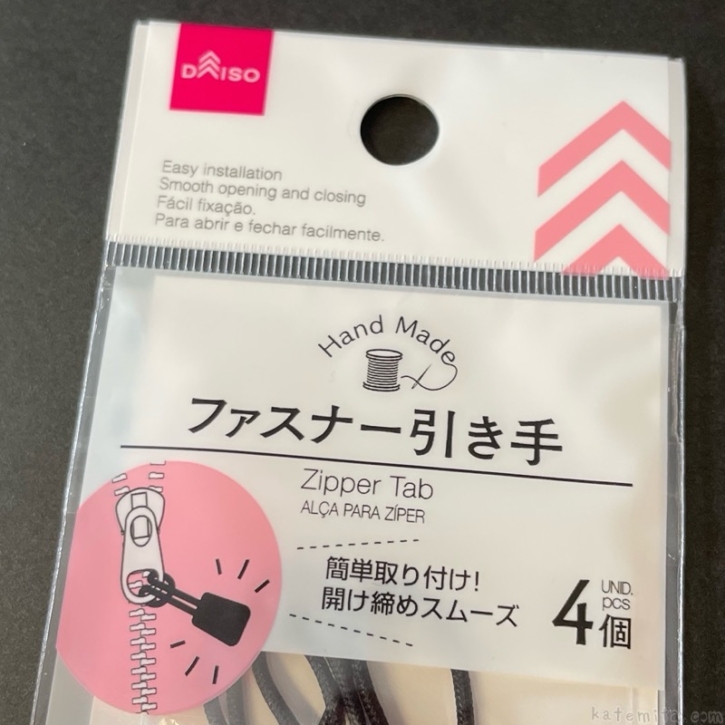 DAISO
Easy installation
Smooth opening and closing
Fácil fixação.
Para abrir e fechar facilmente.
Hand Made
ファスナー引き手
Zipper Tab
ALÇA PARA ZÍPER
簡単取り付け!
開け締めスムーズ
4個
UNID.
pcs
katemitsu.com